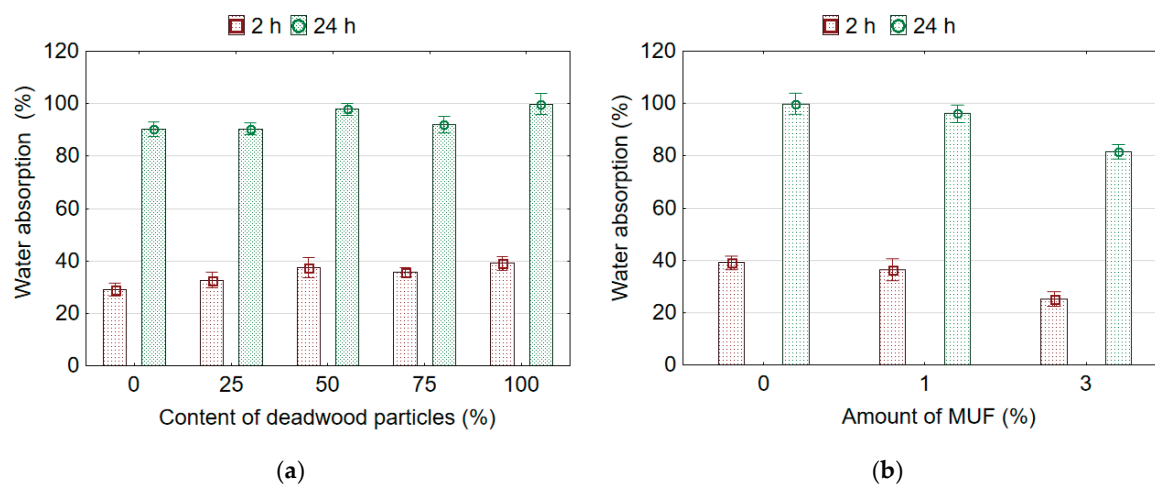 2 h 24 h
120
100
80
60
40
20
0
Water absorption (%)
0 25 50 75 100
Content of deadwood particles (%)
(a)
2 h 24 h
120
100
80
60
40
20
0
Water absorption (%)
0 1 3
Amount of MUF (%)
(b)